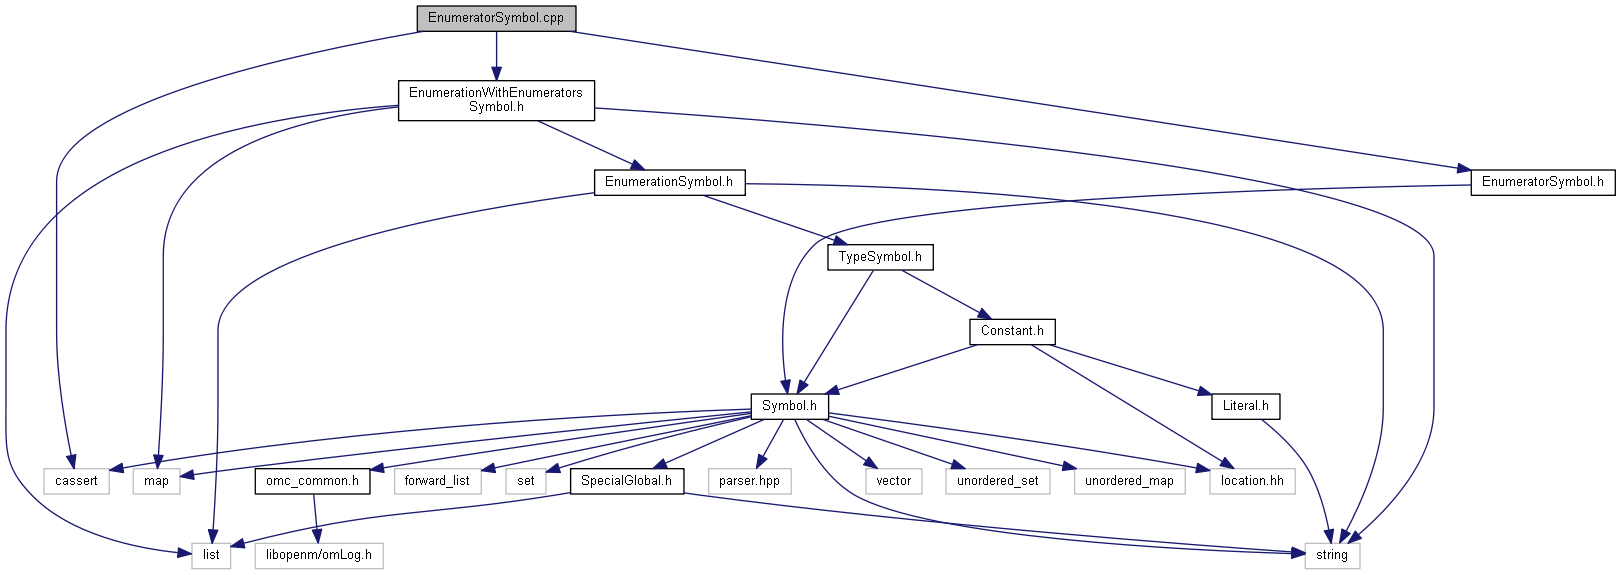 EnumeratorSymbol.cpp
EnumerationWithEnumerators
Symbol.h
EnumerationSymbol.h
EnumeratorSymbol.h
TypeSymbol.h
Constant.h
Symbol.h
Literal.h
cassert
map
omc_common.h
forward_list
set
SpecialGlobal.h
parser.hpp
vector
unordered_set
unordered_map
location.hh
list
libopenm/omLog.h
string